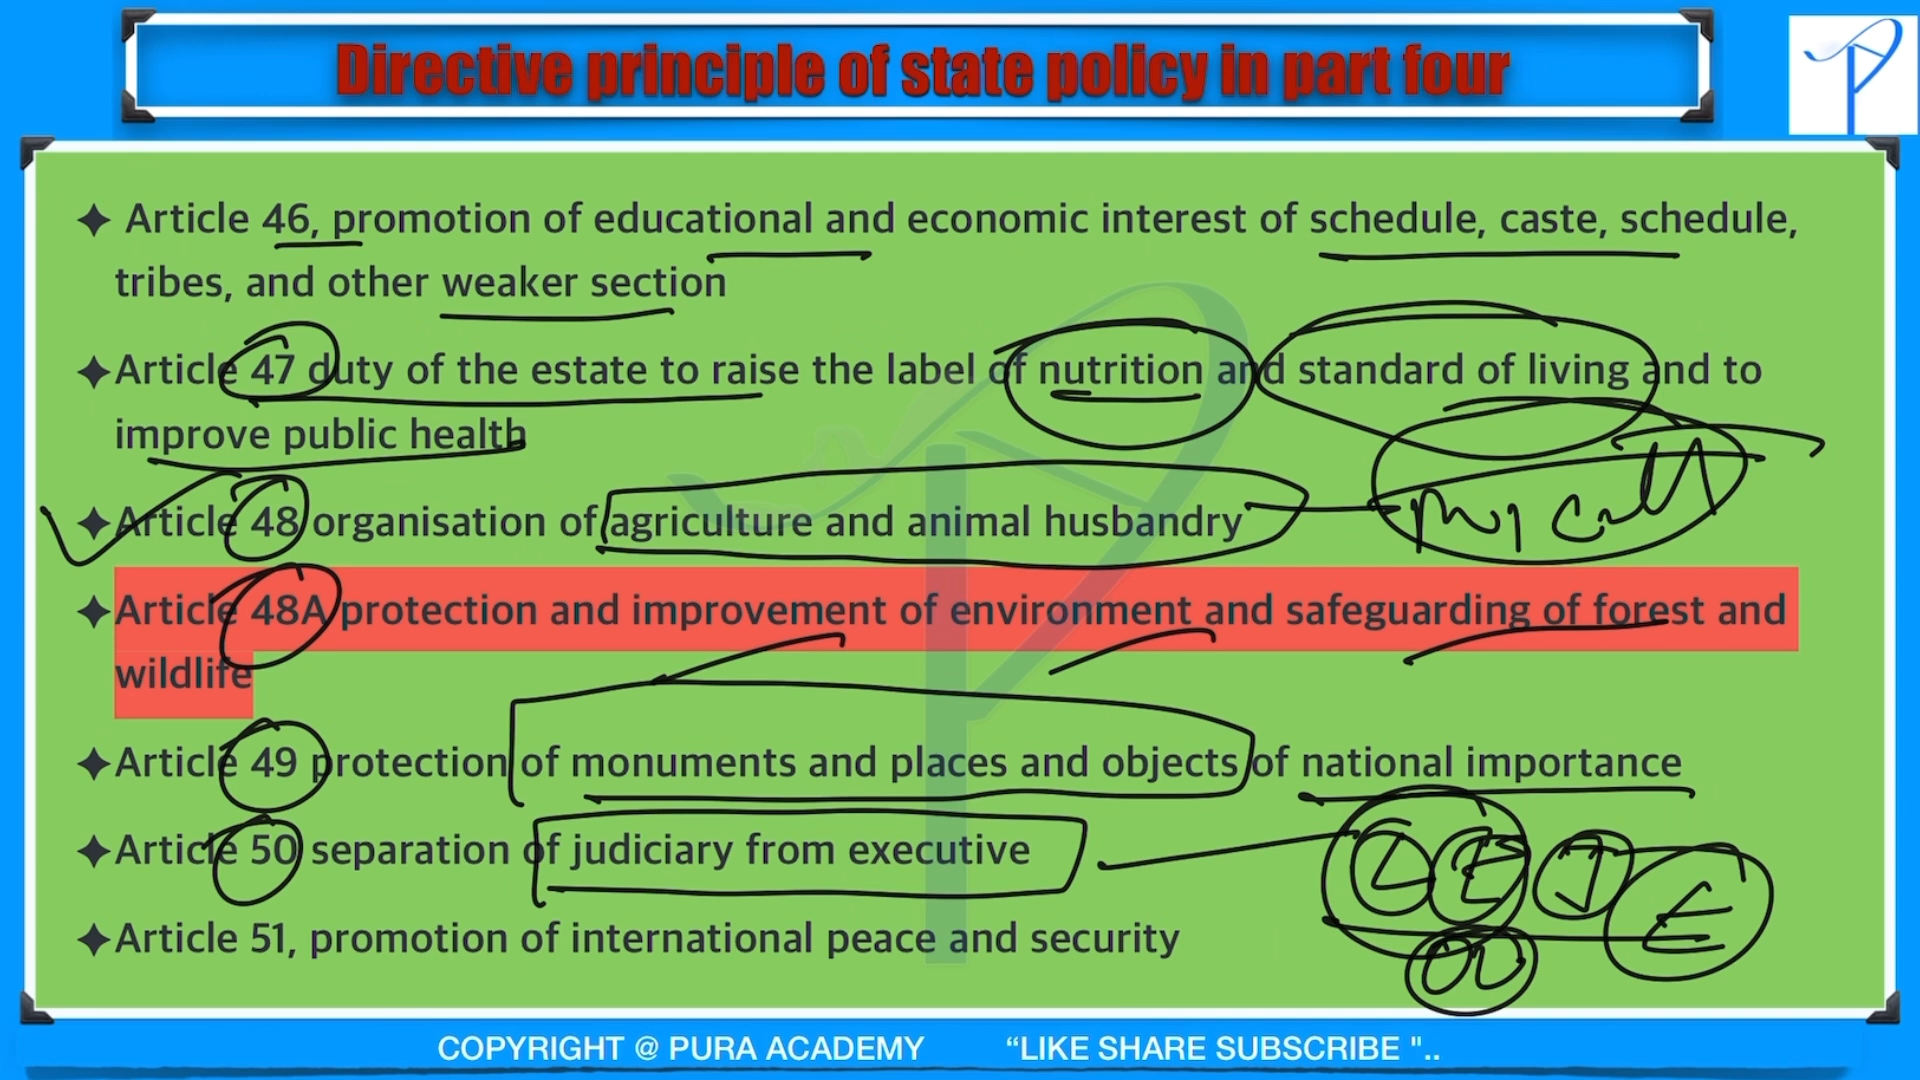 Directive principle of state policy in part four
Article 46, promotion of educational and economic interest of schedule, caste, schedule,
tribes, and other weaker section
Article 47 duty of the estate to raise the label of nutrition and standard of living and to
improve public health
Article 48 organisation of agriculture and animal husbandry
Article 48A protection and improvement of environment and safeguarding of forest and
wildlife
Article 49 protection of monuments and places and objects of national importance
Article 50 separation of judiciary from executive
L E J E
Article 51, promotion of international peace and security
COPYRIGHT @ PURA ACADEMY “LIKE SHARE SUBSCRIBE "..